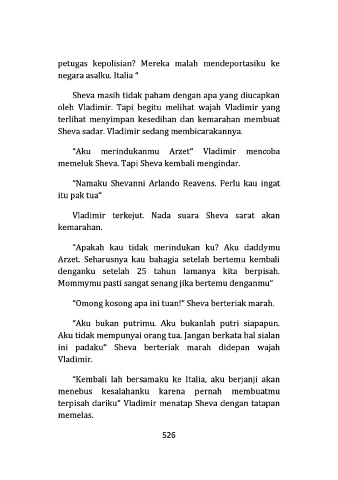 petugas kepolisian? Mereka malah mendeportasiku ke
negara asalku. Italia “
Sheva masih tidak paham dengan apa yang diucapkan
oleh Vladimir. Tapi begitu melihat wajah Vladimir yang
terlihat menyimpan kesedihan dan kemarahan membuat
Sheva sadar. Vladimir sedang membicarakannya.
“Aku merindukanmu Arzet” Vladimir mencoba
memeluk Sheva. Tapi Sheva kembali mengindar.
“Namaku Shevanni Arlando Reavens. Perlu kau ingat
itu pak tua”
Vladimir terkejut. Nada suara Sheva sarat akan
kemarahan.
“Apakah kau tidak merindukan ku? Aku daddymu
Arzet. Seharusnya kau bahagia setelah bertemu kembali
denganku setelah 25 tahun lamanya kita berpisah.
Mommymu pasti sangat senang jika bertemu denganmu”
“Omong kosong apa ini tuan!” Sheva berteriak marah.
“Aku bukan putrimu. Aku bukanlah putri siapapun.
Aku tidak mempunyai orang tua. Jangan berkata hal sialan
ini padaku” Sheva berteriak marah didepan wajah
Vladimir.
“Kembali lah bersamaku ke Italia, aku berjanji akan
menebus kesalahanku karena pernah membuatmu
terpisah dariku” Vladimir menatap Sheva dengan tatapan
memelas.
526